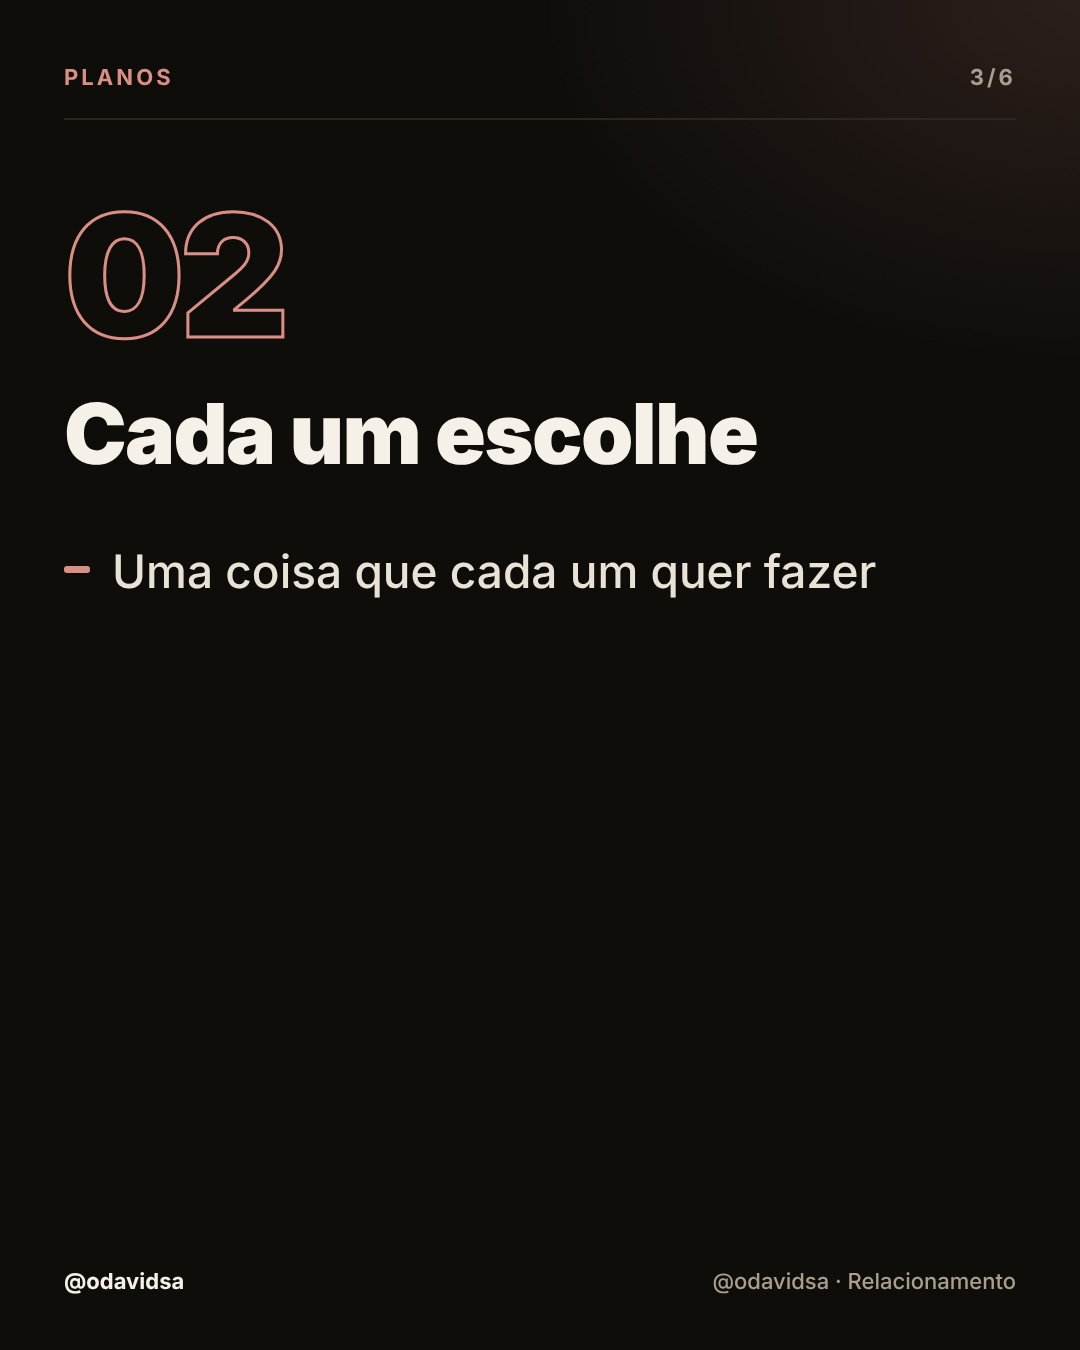 PLANOS
3/6
02
Cada um escolhe
Uma coisa que cada um quer fazer
@odavidsa
@odavidsa · Relacionamento